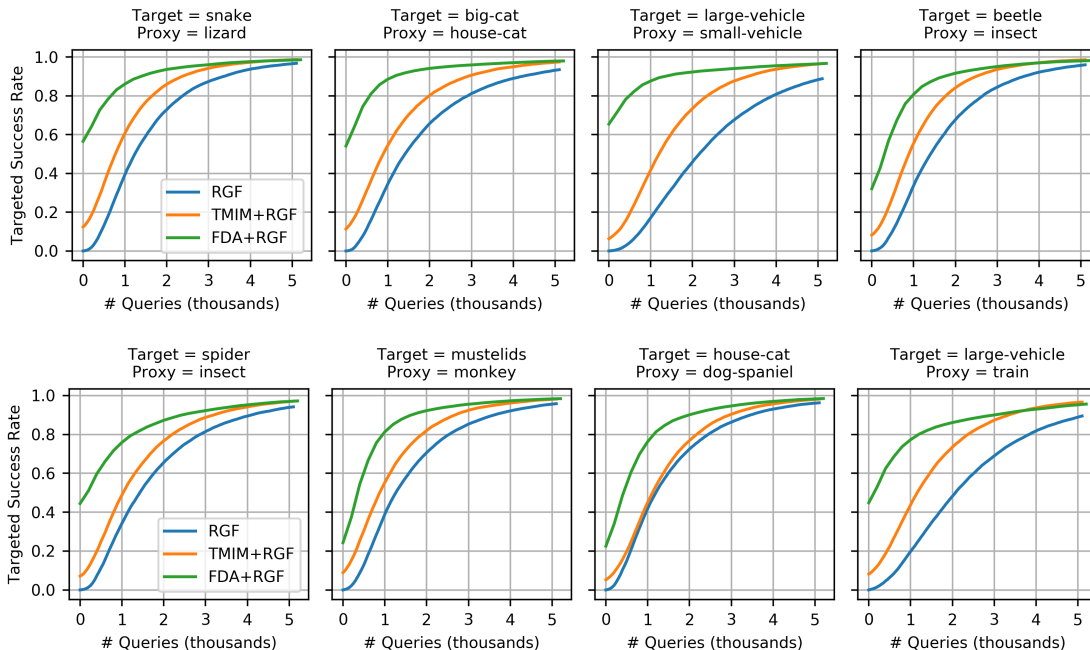 Target = snake
Proxy = lizard
Target = big-cat
Proxy = house-cat
Target = large-vehicle
Proxy = small-vehicle
Target = beetle
Proxy = insect
Targeted Success Rate
1.0
0.8
0.6
0.4
0.2
0.0
RGF
TMIM+RGF
FDA+RGF
0 1 2 3 4 5
0 1 2 3 4 5
0 1 2 3 4 5
0 1 2 3 4 5
# Queries (thousands)
# Queries (thousands)
# Queries (thousands)
# Queries (thousands)
Target = spider
Proxy = insect
Target = mustelids
Proxy = monkey
Target = house-cat
Proxy = dog-spaniel
Target = large-vehicle
Proxy = train
Targeted Success Rate
1.0
0.8
0.6
0.4
0.2
0.0
RGF
TMIM+RGF
FDA+RGF
0 1 2 3 4 5
0 1 2 3 4 5
0 1 2 3 4 5
0 1 2 3 4 5
# Queries (thousands)
# Queries (thousands)
# Queries (thousands)
# Queries (thousands)